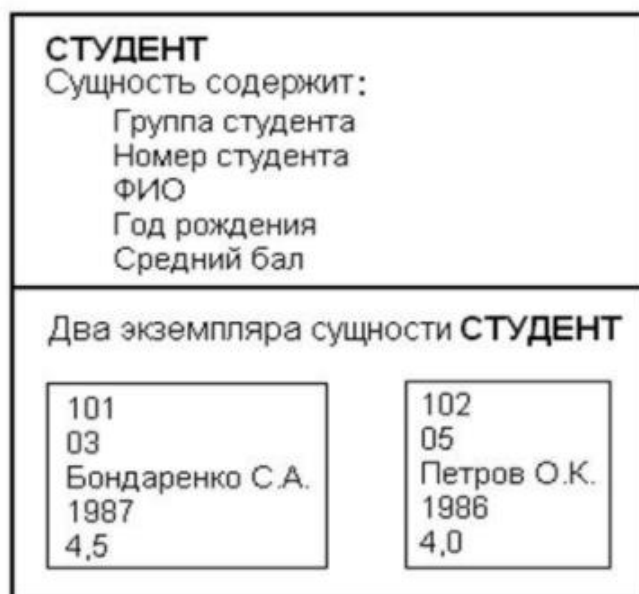 СТУДЕНТ
Сущность содержит:
Группа студента
Номер студента
ФИО
Год рождения
Средний бал
Два экземпляра сущности СТУДЕНТ
101
03
Бондаренко С.А.
1987
4,5
102
05
Петров О.К.
1986
4,0